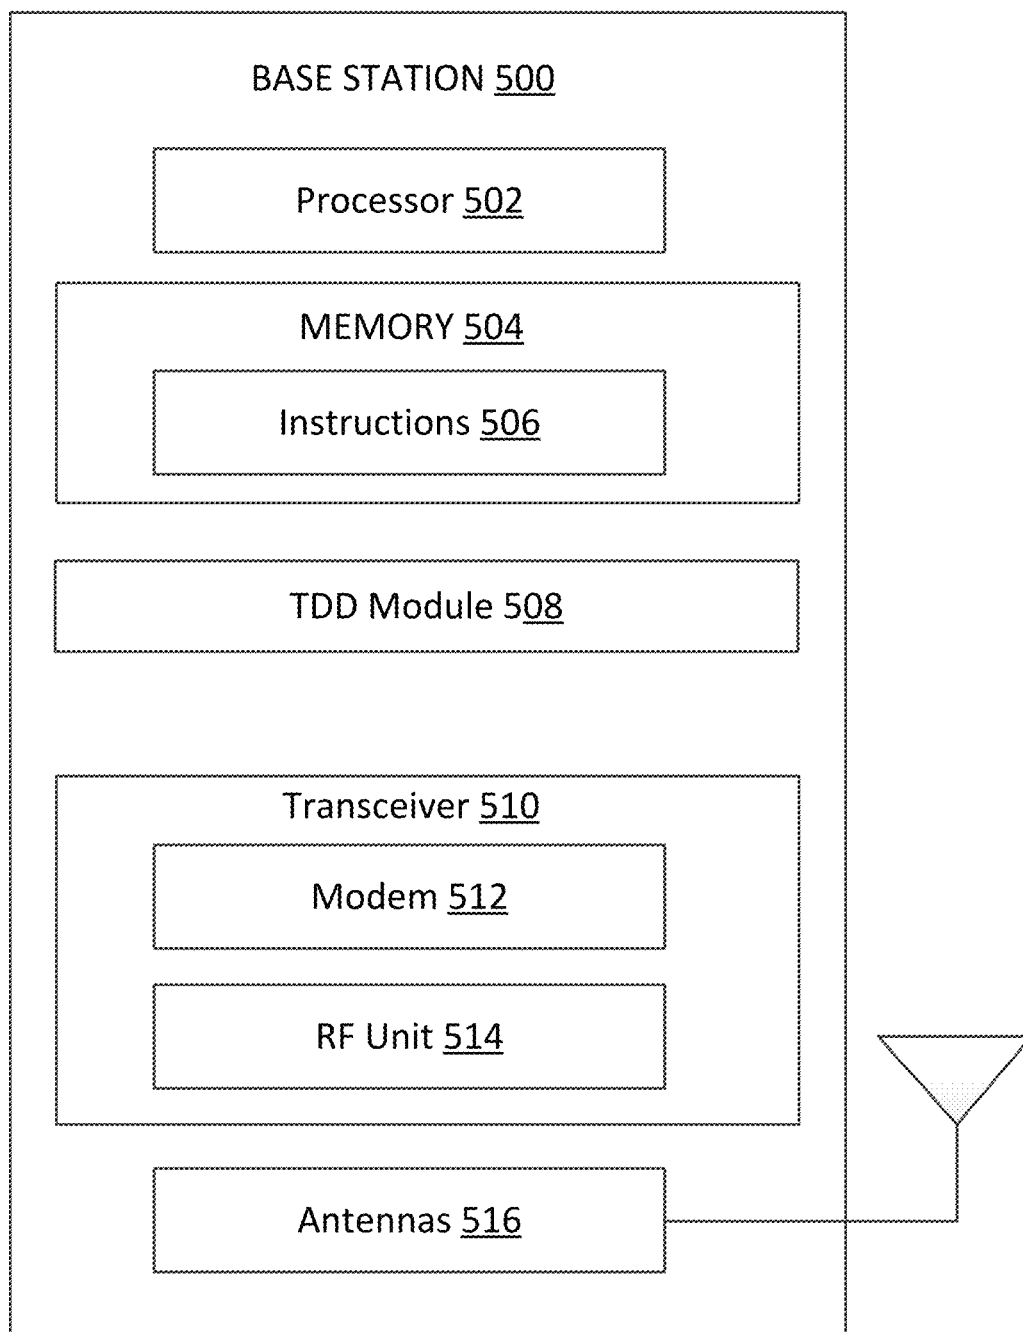 BASE STATION 500
Processor 502
MEMORY 504
Instructions 506
TDD Module 508
Transceiver 510
Modem 512
RF Unit 514
Antennas 516